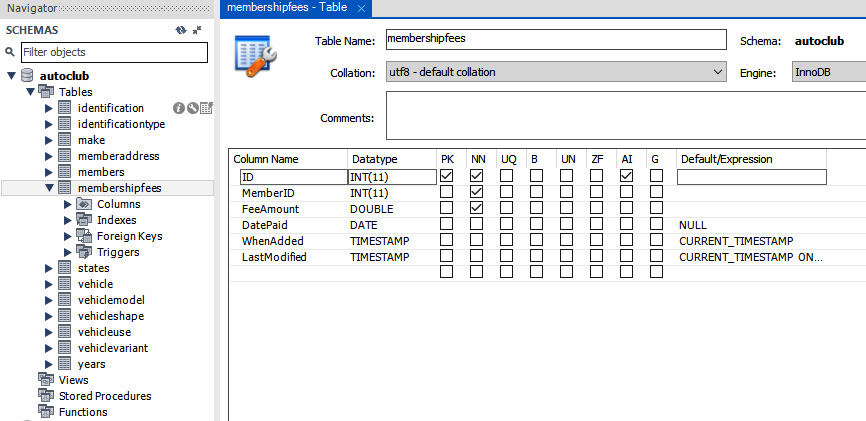 Navigator
SCHEMAS
Filter objects
autoclub
Tables
identification
identificationtype
make
memberaddress
members
membershipfees
Columns
Indexes
Foreign Keys
Triggers
states
vehicle
vehiclemodel
vehicleshape
vehicleuse
vehiclevariant
years
Views
Stored Procedures
Functions
membershipfees - Table
Table Name: membershipfees Schema: autoclub
Collation: utf8 - default collation Engine: InnoDB
Comments:
Column Name Datatype PK NN UQ B UN ZF AI G Default/Expression
ID INT(11)
MemberID INT(11)
FeeAmount DOUBLE
DatePaid DATE NULL
WhenAdded TIMESTAMP CURRENT_TIMESTAMP
LastModified TIMESTAMP CURRENT_TIMESTAMP ON...